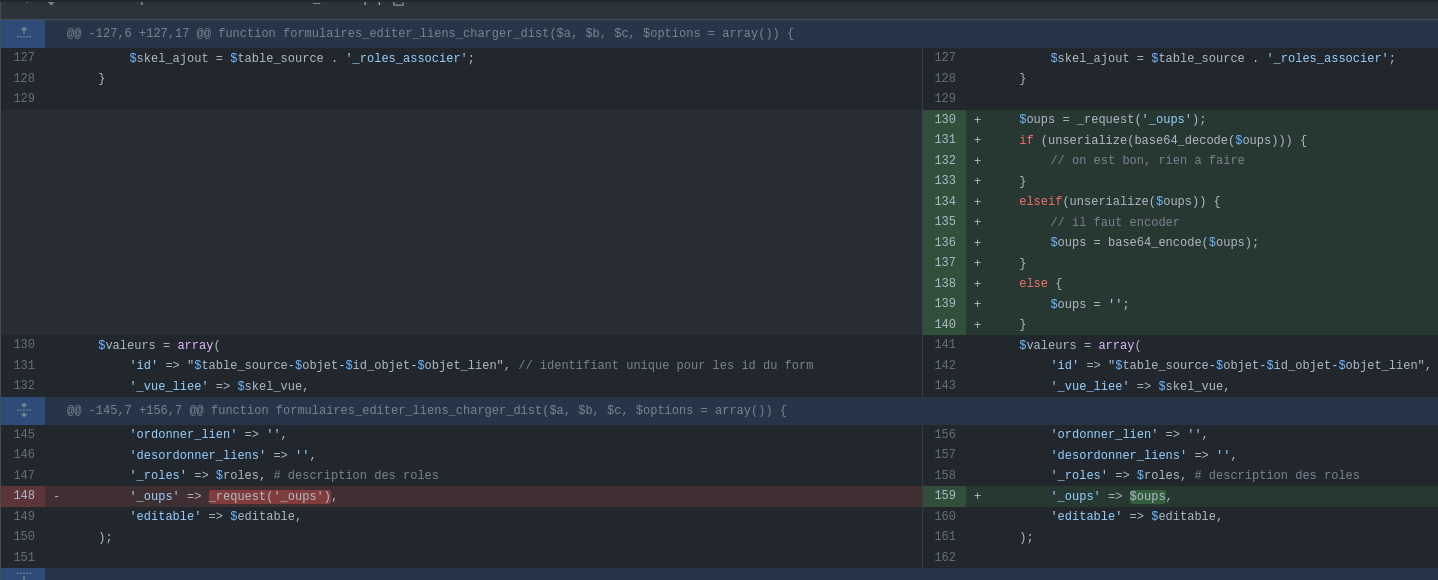 @@ -127,6 +127,17 @@ function formulaires_editer_liens_charger_dist($a, $b, $c, $options = array()) {
127 $skel_ajout = $table_source . '_roles_associer';
128 }
129
127 $skel_ajout = $table_source . '_roles_associer';
128 }
129
130 + $oups = _request('_oups');
131 + if (unserialize(base64_decode($oups))) {
132 + // on est bon, rien a faire
133 + }
134 + elseif(unserialize($oups)) {
135 + // il faut encoder
136 + $oups = base64_encode($oups);
137 + }
138 + else {
139 + $oups = '';
140 + }
130 $valeurs = array(
131 'id' => "$table_source-$objet-$id_objet-$objet_lien", // identifiant unique pour les id du form
132 '_vue_liee' => $skel_vue,
141 $valeurs = array(
142 'id' => "$table_source-$objet-$id_objet-$objet_lien",
143 '_vue_liee' => $skel_vue,
@@ -145,7 +156,7 @@ function formulaires_editer_liens_charger_dist($a, $b, $c, $options = array()) {
145 'ordonner_lien' => '',
146 'desordonner_liens' => '',
147 '_roles' => $roles, # description des roles
148 - '_oups' => _request('_oups'),
149 'editable' => $editable,
150 );
151
156 'ordonner_lien' => '',
157 'desordonner_liens' => '',
158 '_roles' => $roles, # description des roles
159 + '_oups' => $oups,
160 'editable' => $editable,
161 );
162